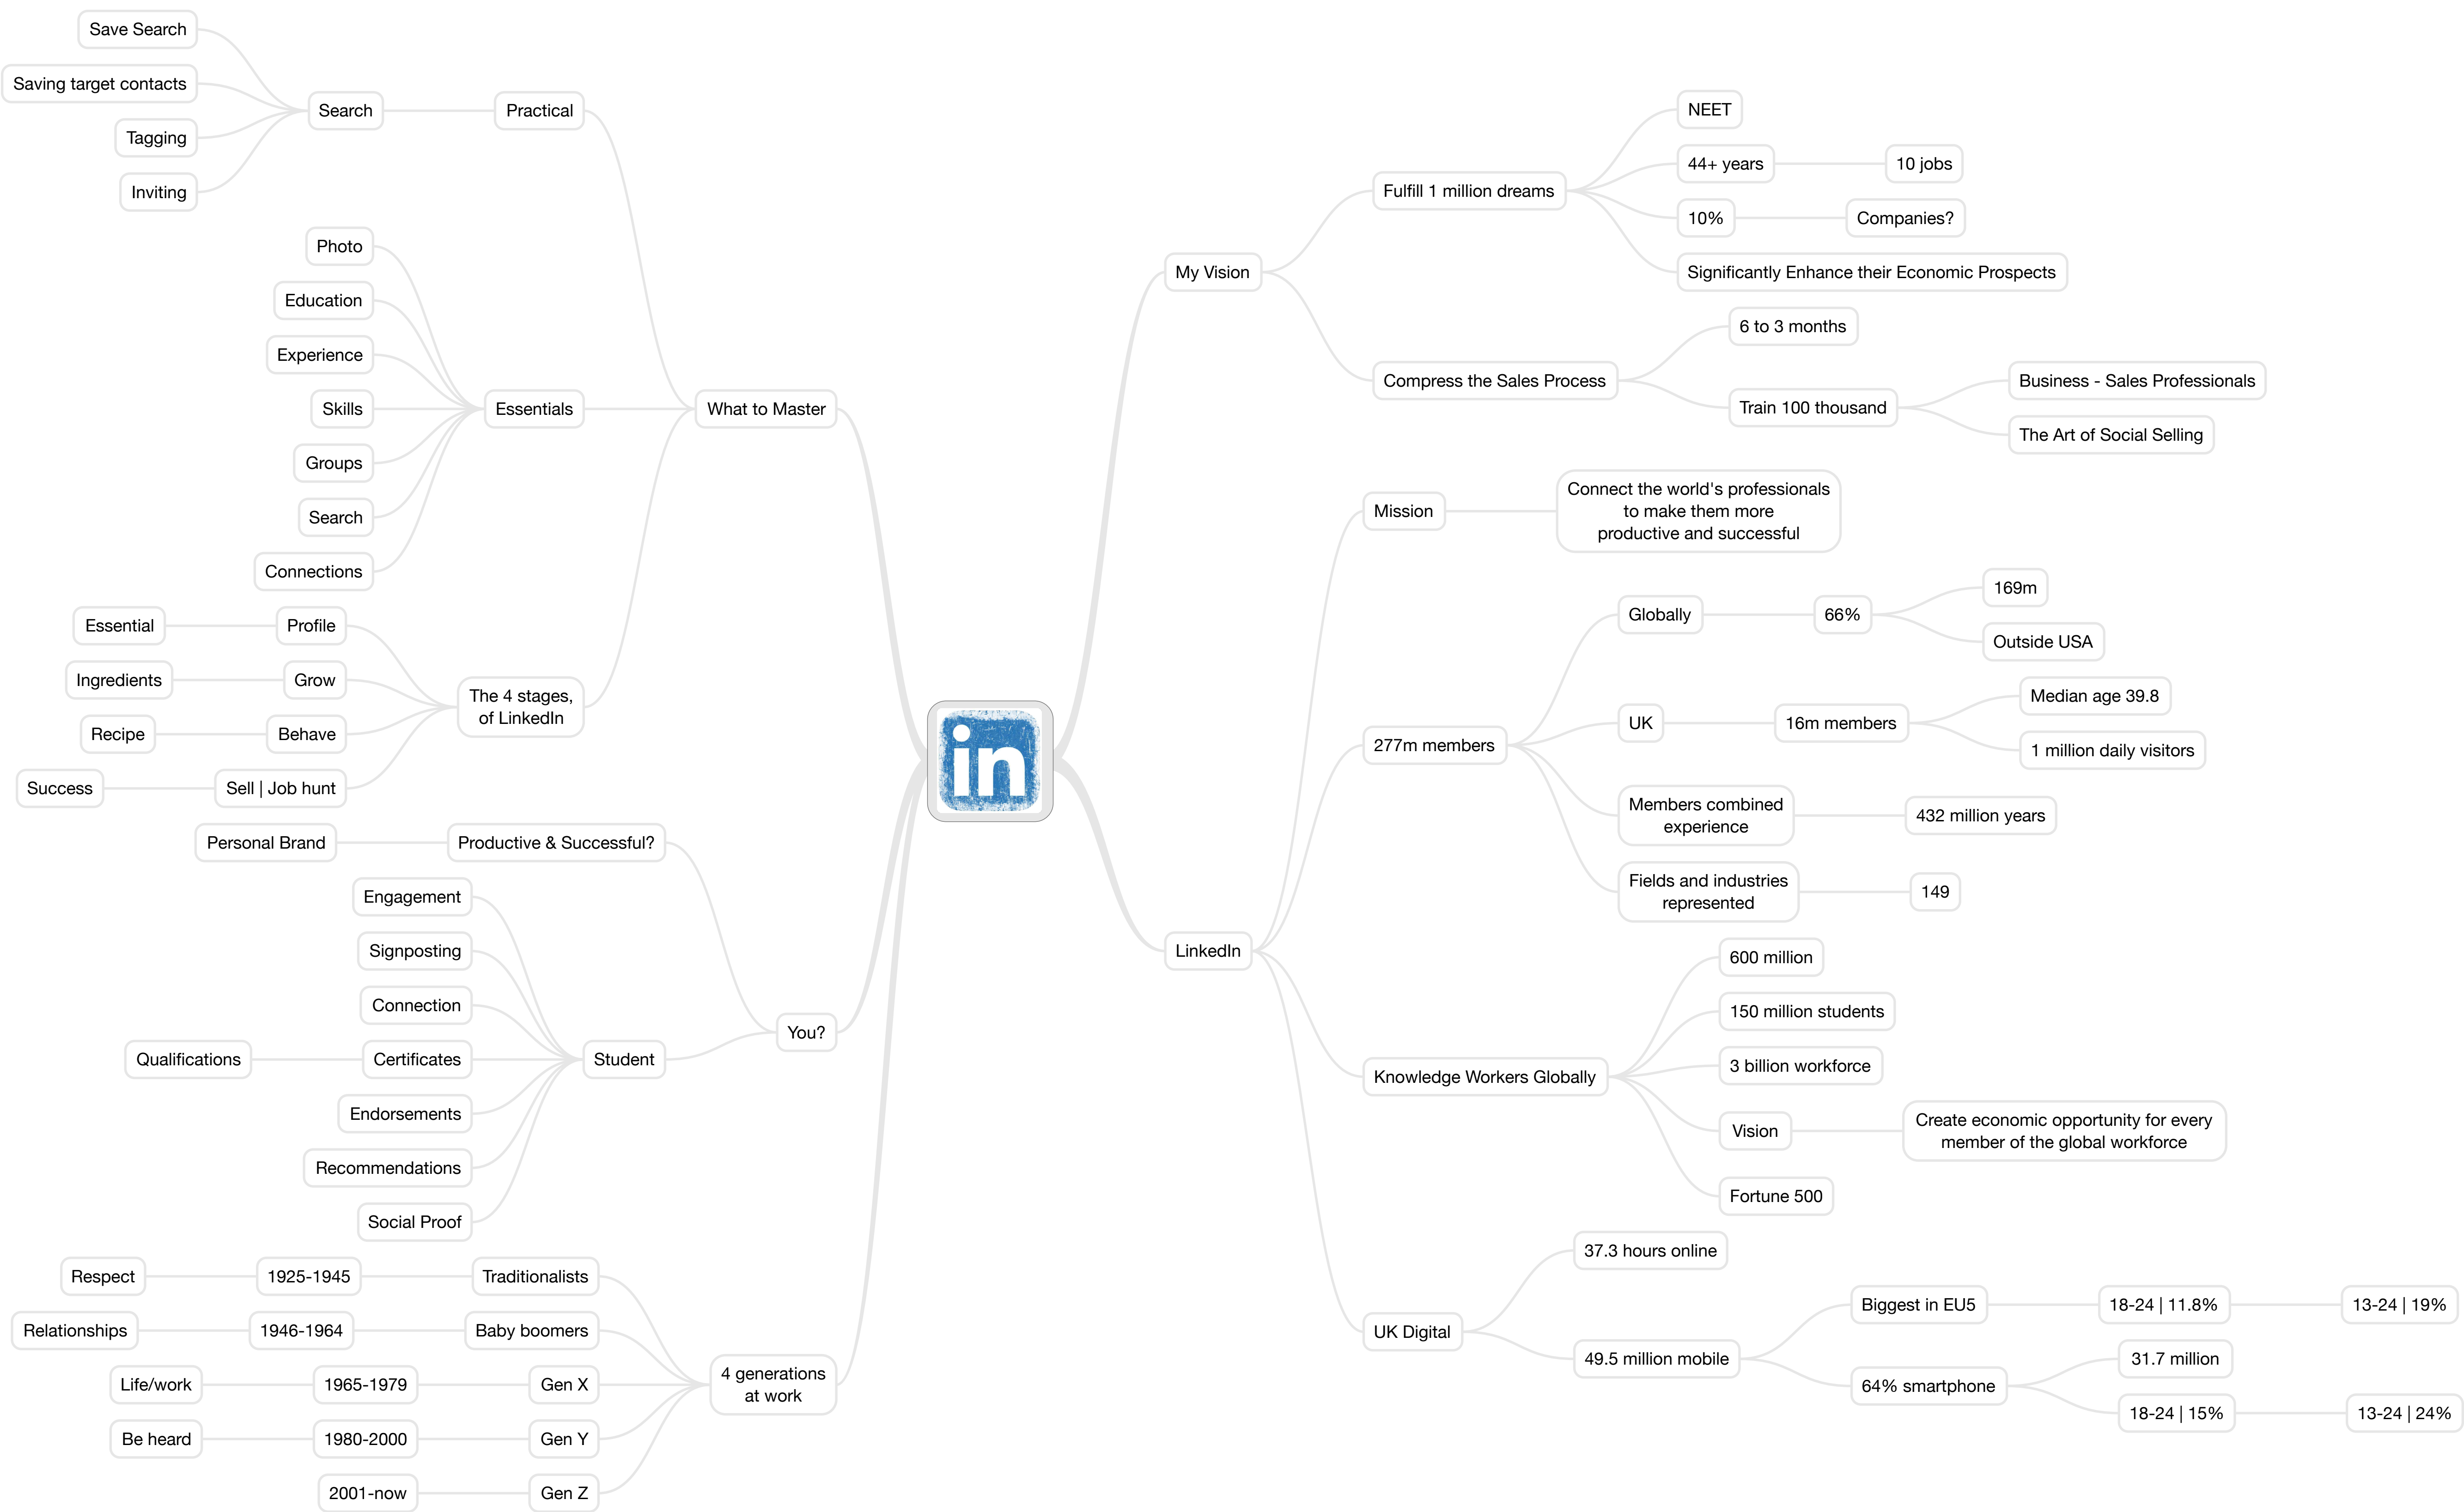 Save Search
Saving target contacts
Tagging
Inviting
Search
Practical
Photo
Education
Experience
Skills
Groups
Search
Connections
Essentials
What to Master
Essential
Profile
Ingredients
Grow
Recipe
Behave
Success
Sell | Job hunt
The 4 stages,
of LinkedIn
Personal Brand
Productive & Successful?
Engagement
Signposting
Connection
Qualifications
Certificates
Endorsements
Recommendations
Social Proof
Student
You?
Respect
1925-1945
Traditionalists
Relationships
1946-1964
Baby boomers
Life/work
1965-1979
Gen X
Be heard
1980-2000
Gen Y
2001-now
Gen Z
4 generations
at work
in
My Vision
Fulfill 1 million dreams
NEET
44+ years
10 jobs
10%
Companies?
Significantly Enhance their Economic Prospects
Compress the Sales Process
6 to 3 months
Train 100 thousand
Business - Sales Professionals
The Art of Social Selling
LinkedIn
Mission
Connect the world's professionals
to make them more
productive and successful
277m members
Globally
66%
169m
Outside USA
UK
16m members
Median age 39.8
1 million daily visitors
Members combined
experience
432 million years
Fields and industries
represented
149
Knowledge Workers Globally
600 million
150 million students
3 billion workforce
Vision
Create economic opportunity for every
member of the global workforce
Fortune 500
UK Digital
37.3 hours online
49.5 million mobile
Biggest in EU5
18-24 | 11.8%
13-24 | 19%
64% smartphone
31.7 million
18-24 | 15%
13-24 | 24%